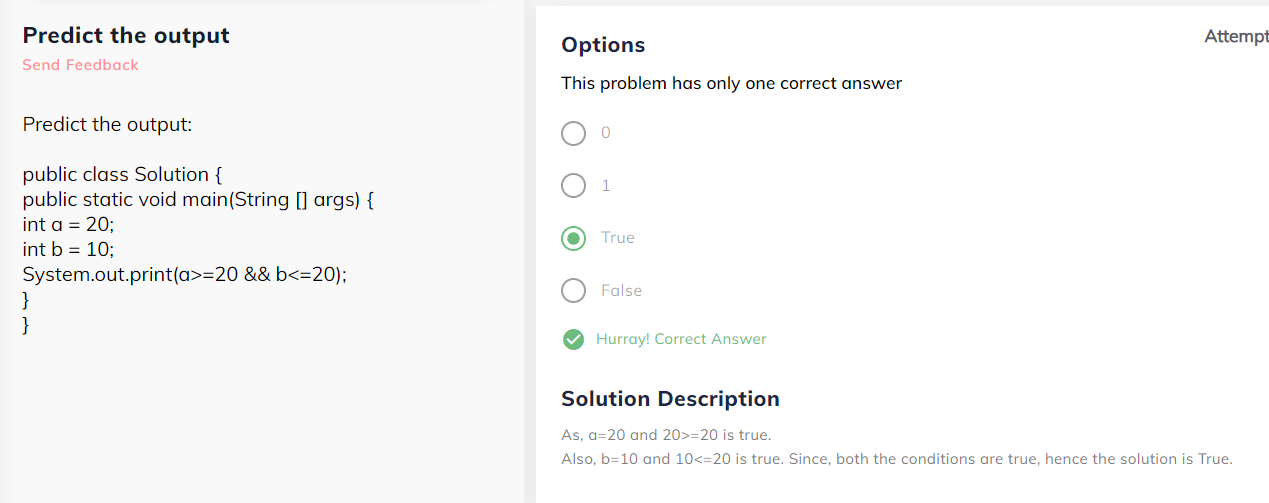 Predict the output
Send Feedback
Predict the output:
public class Solution {
public static void main(String [] args) {
int a = 20;
int b = 10;
System.out.print(a>=20 && b<=20);
}
}
Attempt
Options
This problem has only one correct answer
0
1
True
False
Hurray! Correct Answer
Solution Description
As, a=20 and 20>=20 is true.
Also, b=10 and 10<=20 is true. Since, both the conditions are true, hence the solution is True.